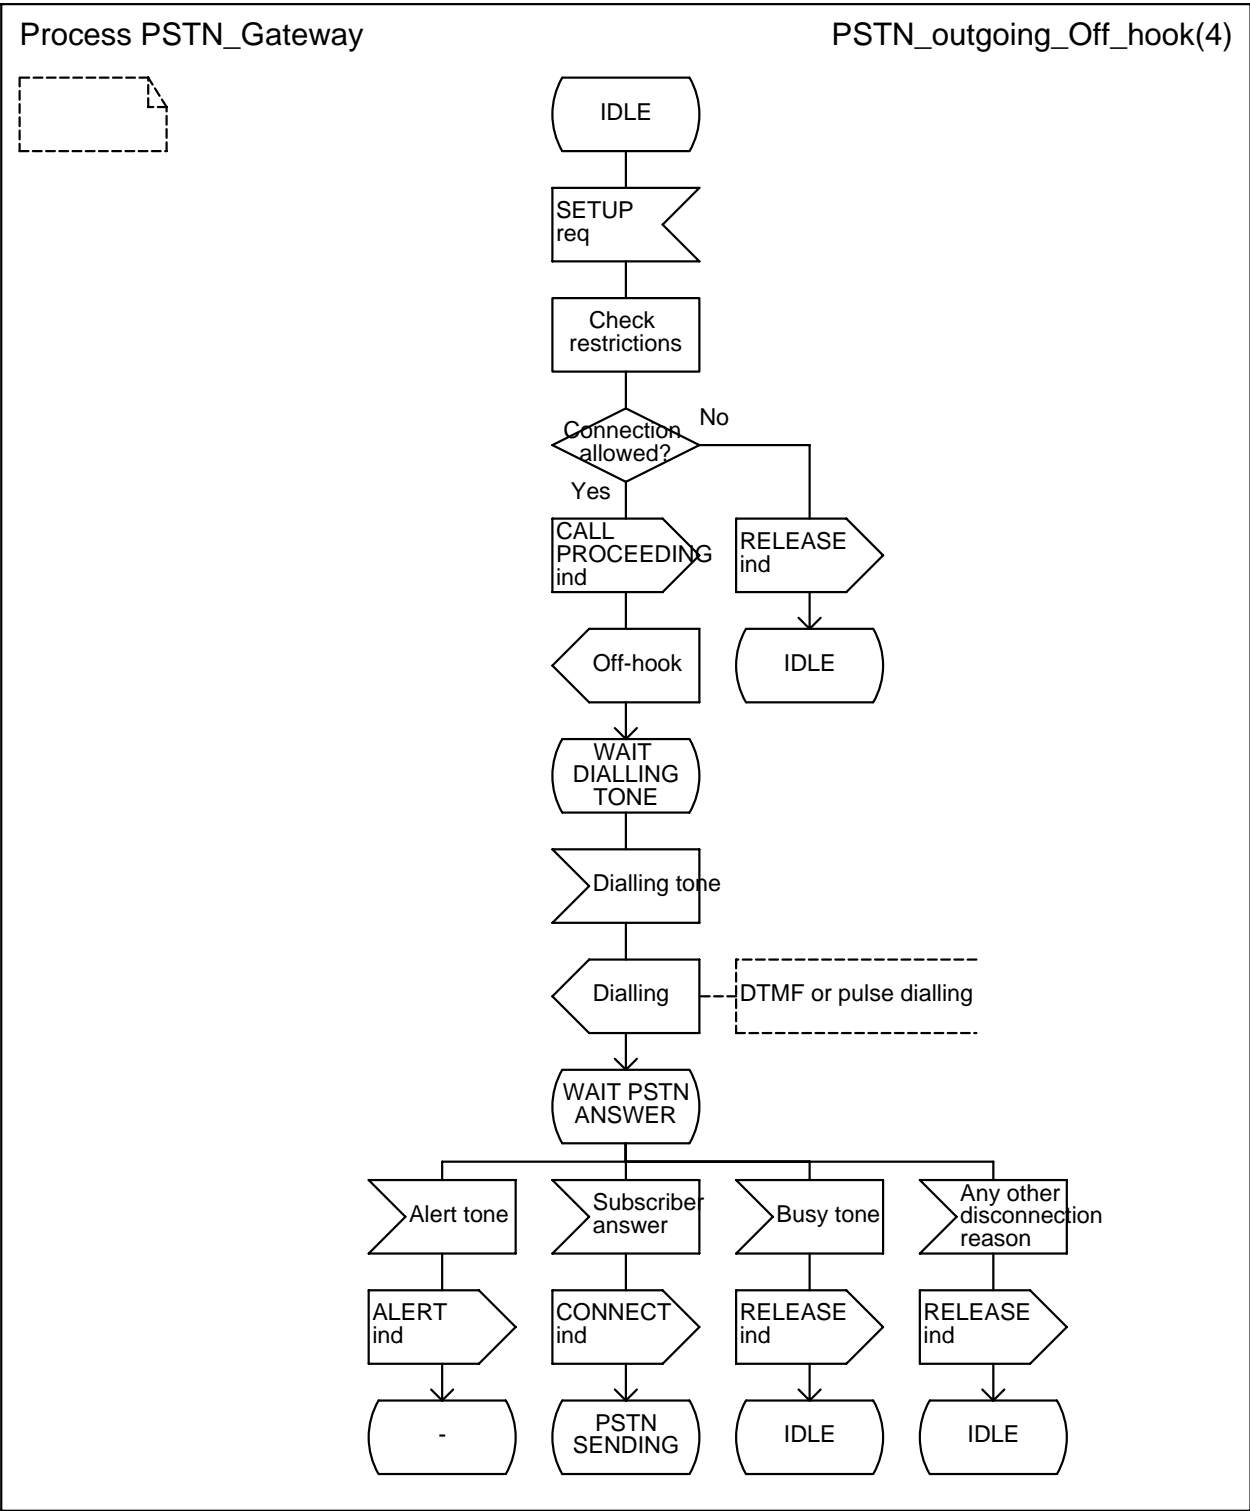 Process PSTN_Gateway
PSTN_outgoing_Off_hook(4)
IDLE
SETUP
req
Check
restrictions
Connection
allowed?
No
Yes
CALL
PROCEEDING
ind
RELEASE
ind
Off-hook
IDLE
WAIT
DIALLING
TONE
Dialling tone
Dialling
DTMF or pulse dialling
WAIT PSTN
ANSWER
Alert tone
Subscriber
answer
Busy tone
Any other
disconnection
reason
ALERT
ind
CONNECT
ind
RELEASE
ind
RELEASE
ind
-
PSTN
SENDING
IDLE
IDLE